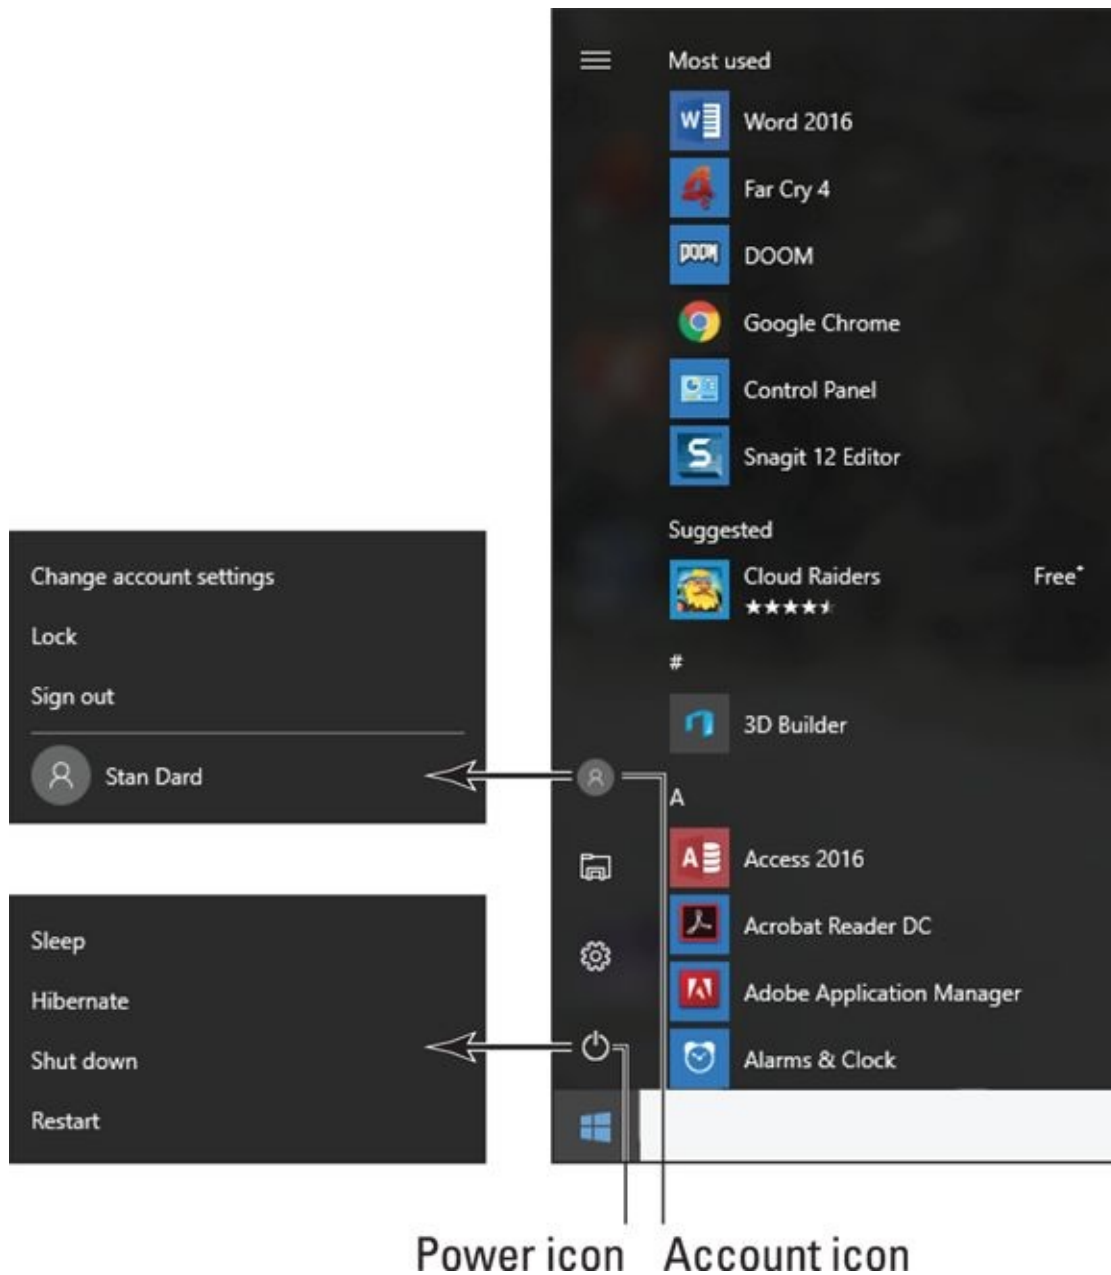 Most used
Word 2016
Far Cry 4
DOOM
Google Chrome
Control Panel
Snagit 12 Editor
Suggested
Cloud Raiders Free+
#
3D Builder
A
Access 2016
Acrobat Reader DC
Adobe Application Manager
Alarms & Clock
Change account settings
Lock
Sign out
Stan Dard
Sleep
Hibernate
Shut down
Restart
Power icon Account icon